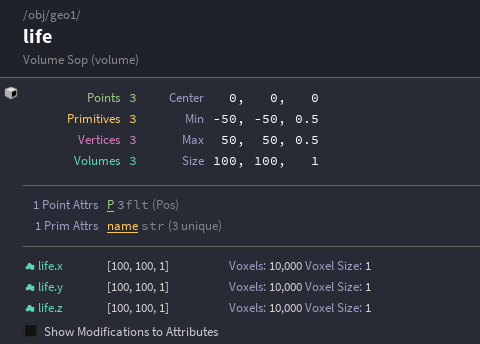 /obj/geo1/
life
Volume Sop (volume)
Points 3 Center 0, 0, 0
Primitives 3 Min -50, -50, 0.5
Vertices 3 Max 50, 50, 0.5
Volumes 3 Size 100, 100, 1
1 Point Attrs P 3flt (Pos)
1 Prim Attrs name str (3 unique)
life.x [100, 100, 1] Voxels: 10,000 Voxel Size: 1
life.y [100, 100, 1] Voxels: 10,000 Voxel Size: 1
life.z [100, 100, 1] Voxels: 10,000 Voxel Size: 1
Show Modifications to Attributes